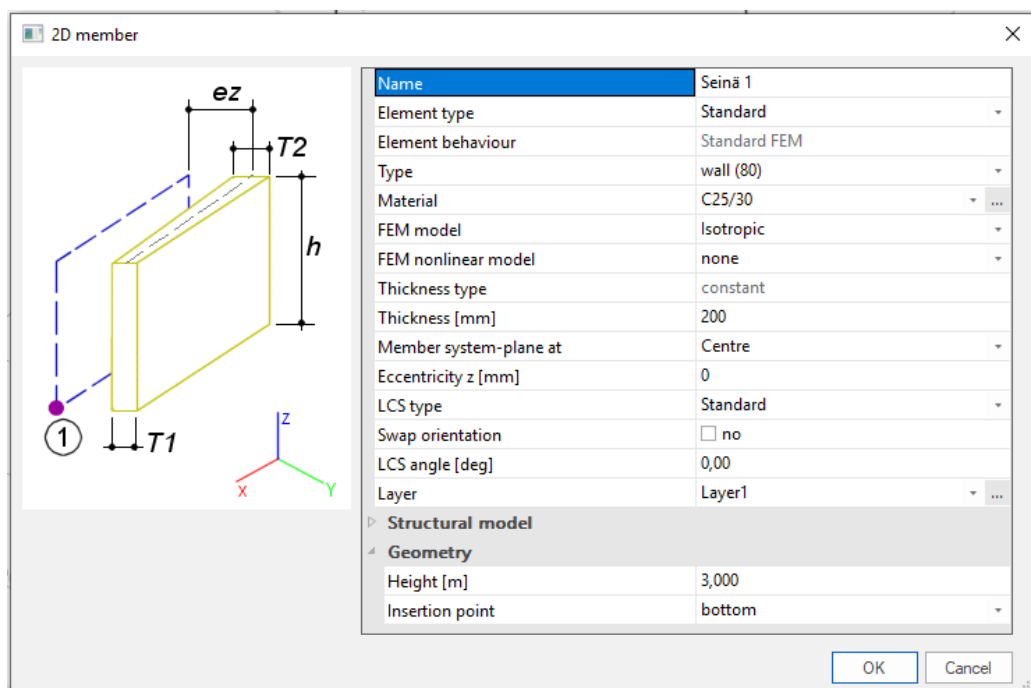 2D member
ez
T2
h
1
T1
Z
X
Y
Name Seinä 1
Element type Standard
Element behaviour Standard FEM
Type wall (80)
Material C25/30 ...
FEM model Isotropic
FEM nonlinear model none
Thickness type constant
Thickness [mm] 200
Member system-plane at Centre
Eccentricity z [mm] 0
LCS type Standard
Swap orientation no
LCS angle [deg] 0,00
Layer Layer1 ...
Structural model
Geometry
Height [m] 3,000
Insertion point bottom
OK Cancel